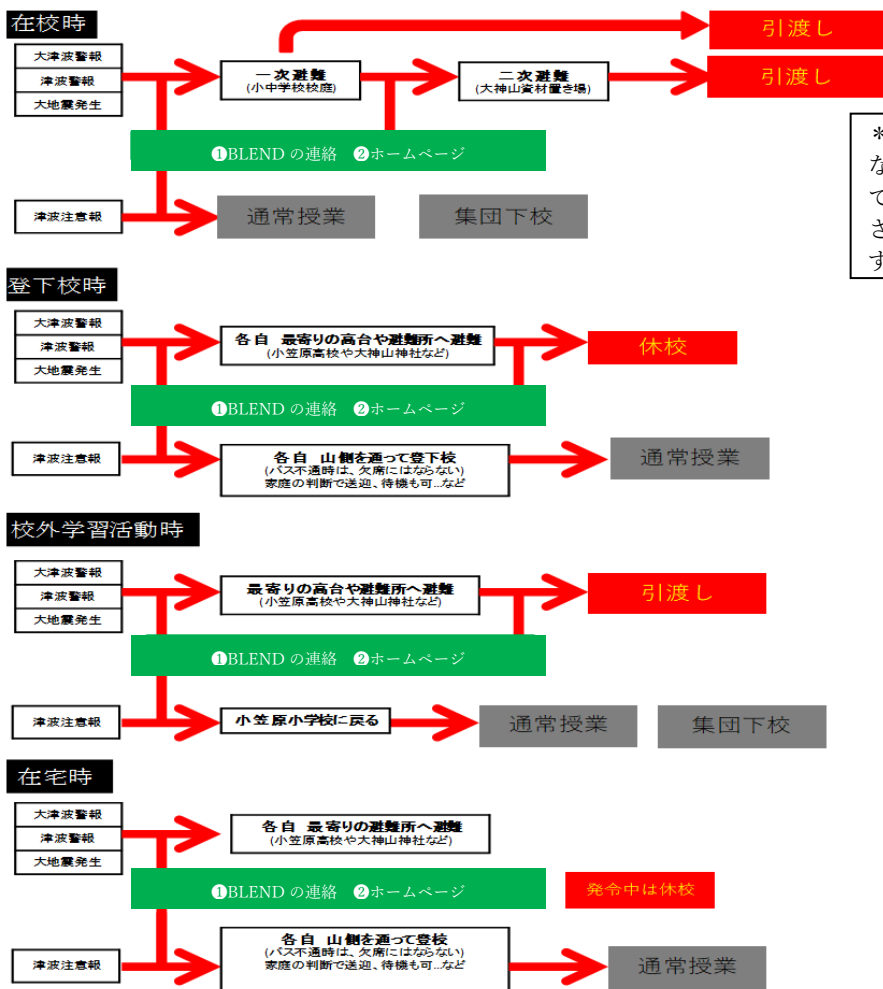 在校時
大津波警報
津波警報
大地震発生
一次避難
(小中学校校庭)
二次避難
(大神山資材置き場)
引渡し
引渡し
❶BLEND の連絡 ❷ホームページ
津波注意報
通常授業
集団下校
＊
な
て
さ
す
登下校時
大津波警報
津波警報
大地震発生
各自 最寄りの高台や避難所へ避難
(小笠原高校や大神山神社など)
休校
❶BLEND の連絡 ❷ホームページ
津波注意報
各自 山側を通って登下校
(バス不通時は、欠席にはならない)
家庭の判断で送迎、待機も可…など
通常授業
校外学習活動時
大津波警報
津波警報
大地震発生
最寄りの高台や避難所へ避難
(小笠原高校や大神山神社など)
引渡し
❶BLEND の連絡 ❷ホームページ
津波注意報
小笠原小学校に戻る
通常授業
集団下校
在宅時
大津波警報
津波警報
大地震発生
各自 最寄りの避難所へ避難
(小笠原高校や大神山神社など)
❶BLEND の連絡 ❷ホームページ
発令中は休校
津波注意報
各自 山側を通って登校
(バス不通時は、欠席にはならない)
家庭の判断で送迎、待機も可…など
通常授業